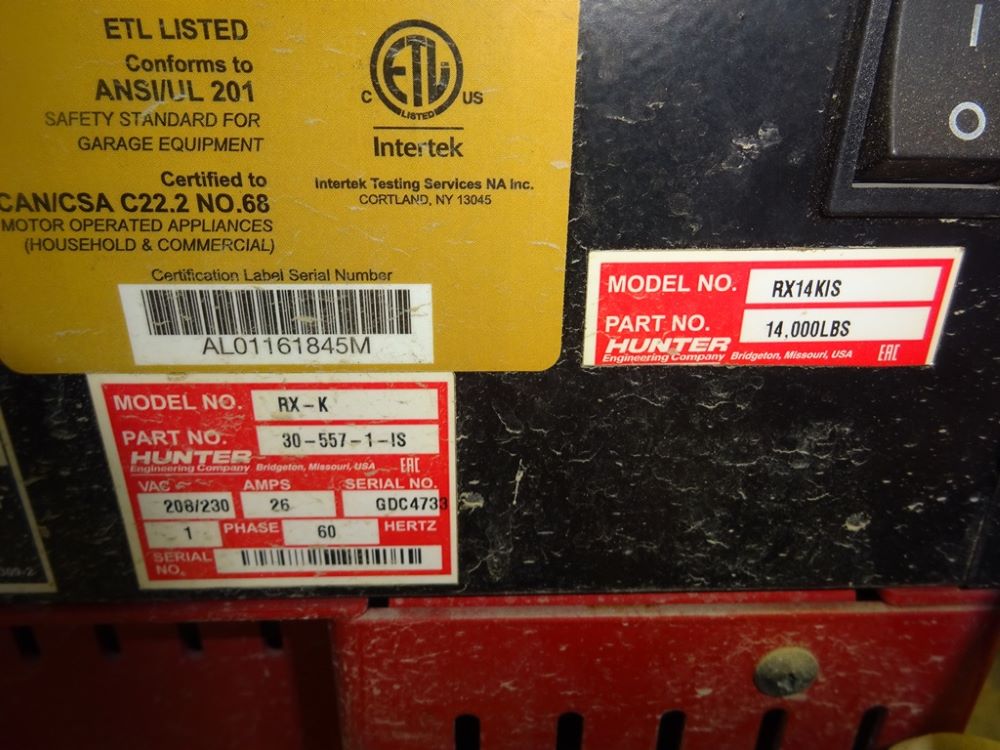 ETL LISTED
Conforms to
ANSI/UL 201
SAFETY STANDARD FOR
GARAGE EQUIPMENT
Certified to
CAN/CSA C22.2 NO.68
MOTOR OPERATED APPLIANCES
(HOUSEHOLD & COMMERCIAL)
ETL
LISTED
C US
Intertek
Intertek Testing Services NA Inc.
CORTLAND, NY 13045
Certification Label Serial Number
AL01161845M
MODEL NO. RX14KIS
PART NO. 14,000LBS
HUNTER
Engineering Company Bridgeton, Missouri, USA EAC
MODEL NO. RX-K
PART NO. 30-557-1-IS
HUNTER
Engineering Company Bridgeton, Missouri, USA EAC
VAC AMPS SERIAL NO.
208/230 26 GDC4733
1 PHASE 60 HERTZ
SERIAL
NO.
I
O